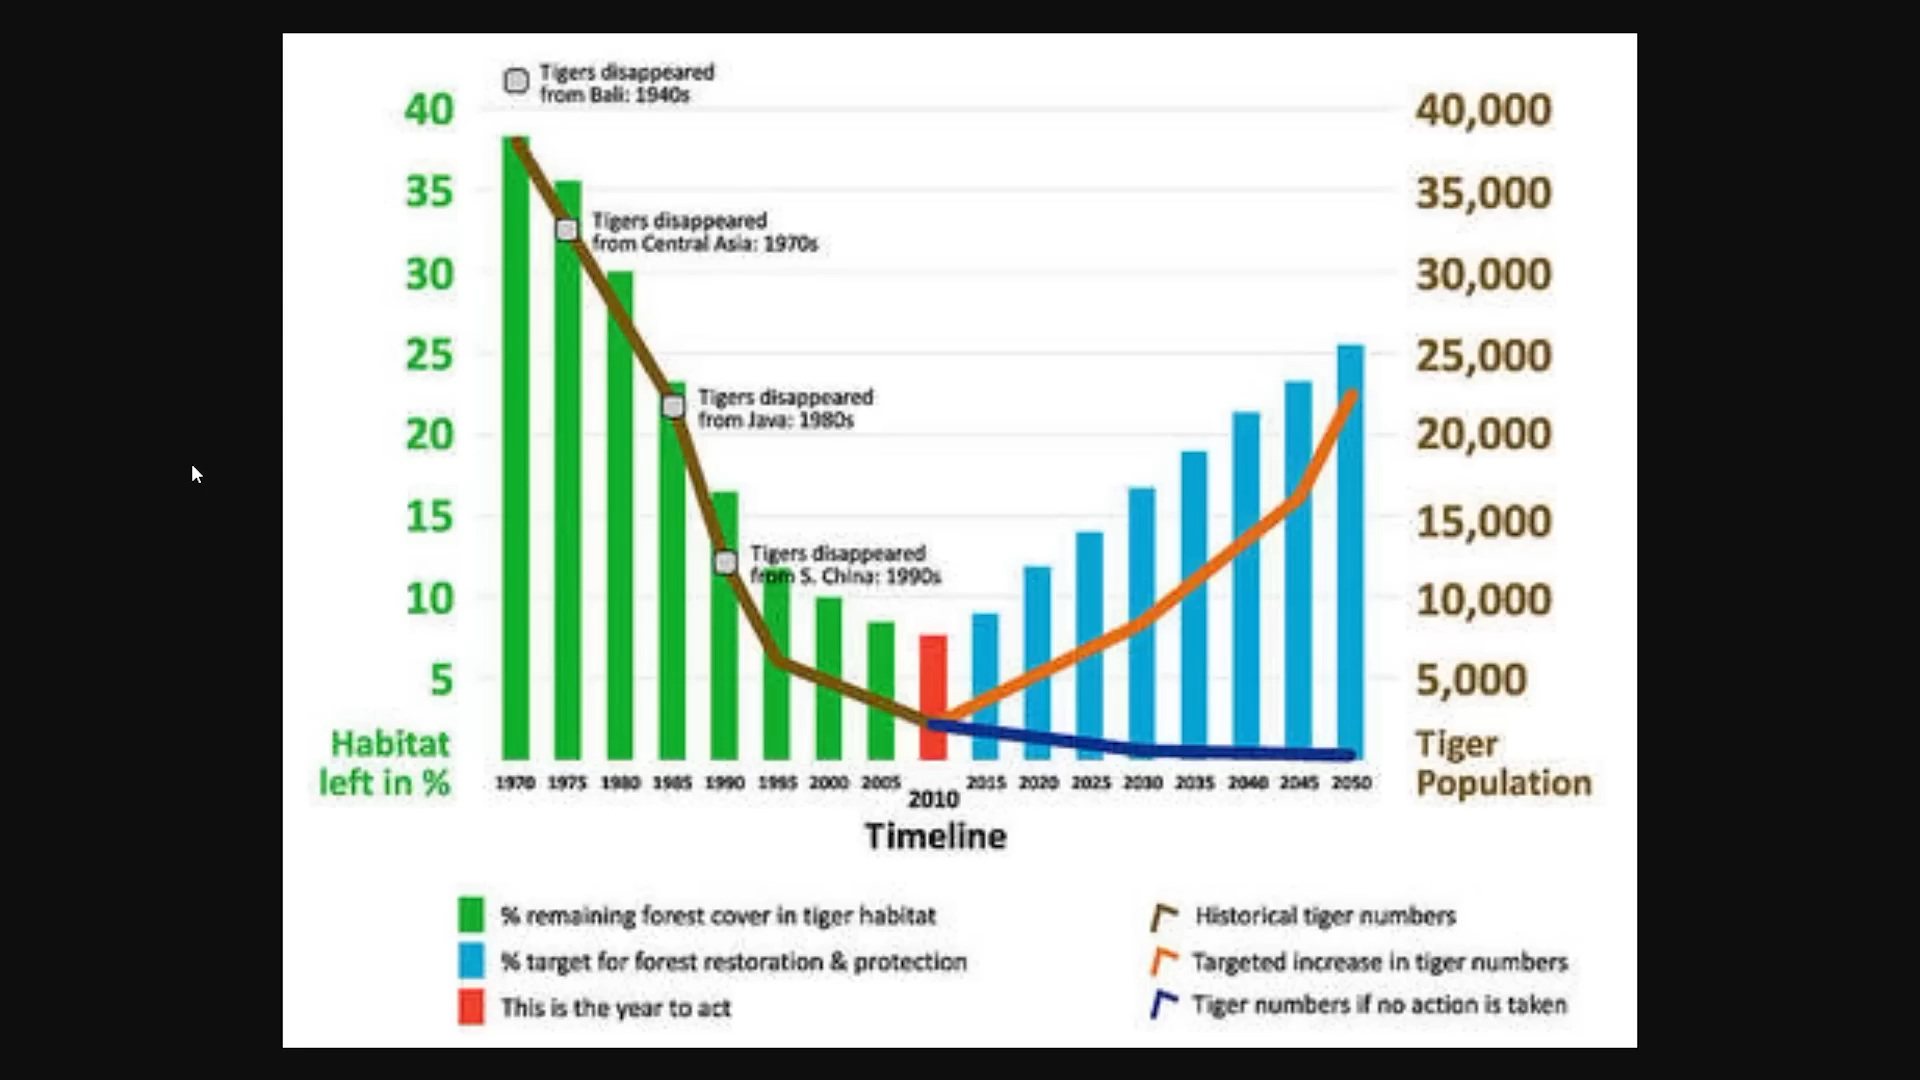 Tigers disappeared
from Bali: 1940s
40
40,000
35
35,000
Tigers disappeared
from Central Asia: 1970s
30
30,000
25
25,000
Tigers disappeared
from Java: 1980s
20
20,000
15
15,000
Tigers disappeared
from S. China: 1990s
10
10,000
5
5,000
Habitat
left in %
Tiger
Population
1970 1975 1980 1985 1990 1995 2000 2005 2010 2015 2020 2025 2030 2035 2040 2045 2050
Timeline
% remaining forest cover in tiger habitat
% target for forest restoration & protection
This is the year to act
Historical tiger numbers
Targeted increase in tiger numbers
Tiger numbers if no action is taken